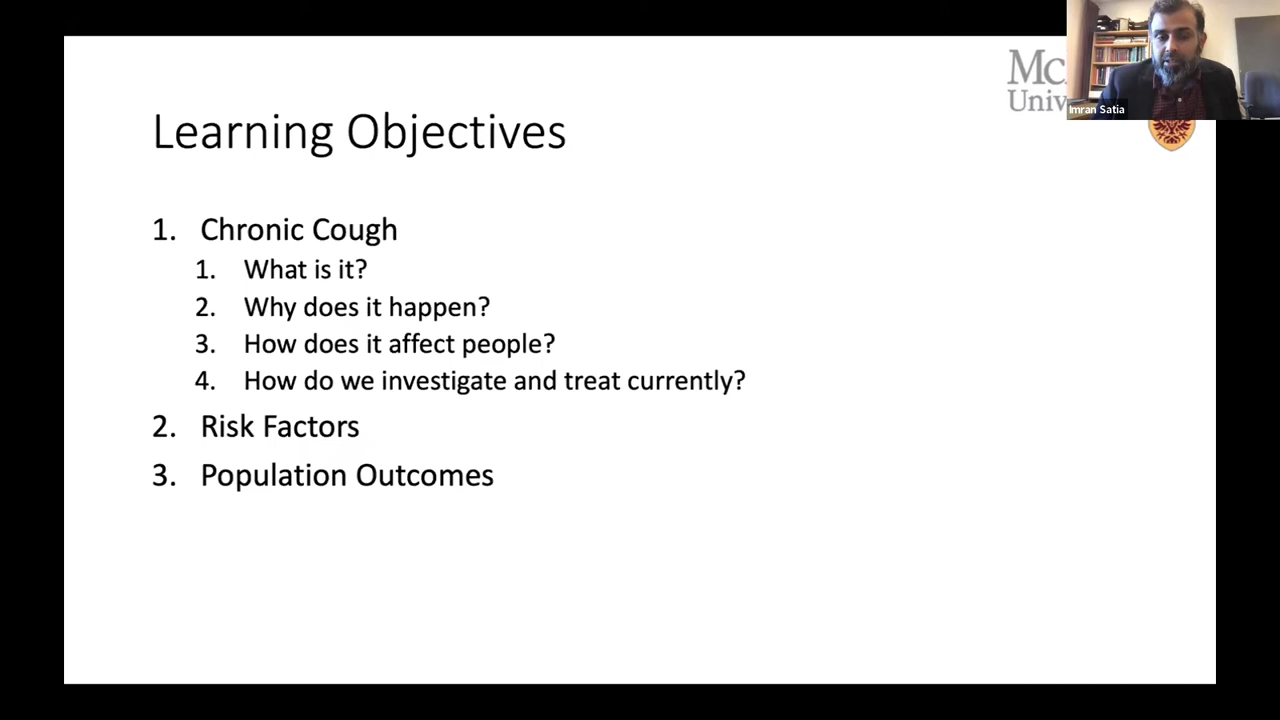 Mc
Univ
Imran Satia
Learning Objectives
1. Chronic Cough
1. What is it?
2. Why does it happen?
3. How does it affect people?
4. How do we investigate and treat currently?
2. Risk Factors
3. Population Outcomes